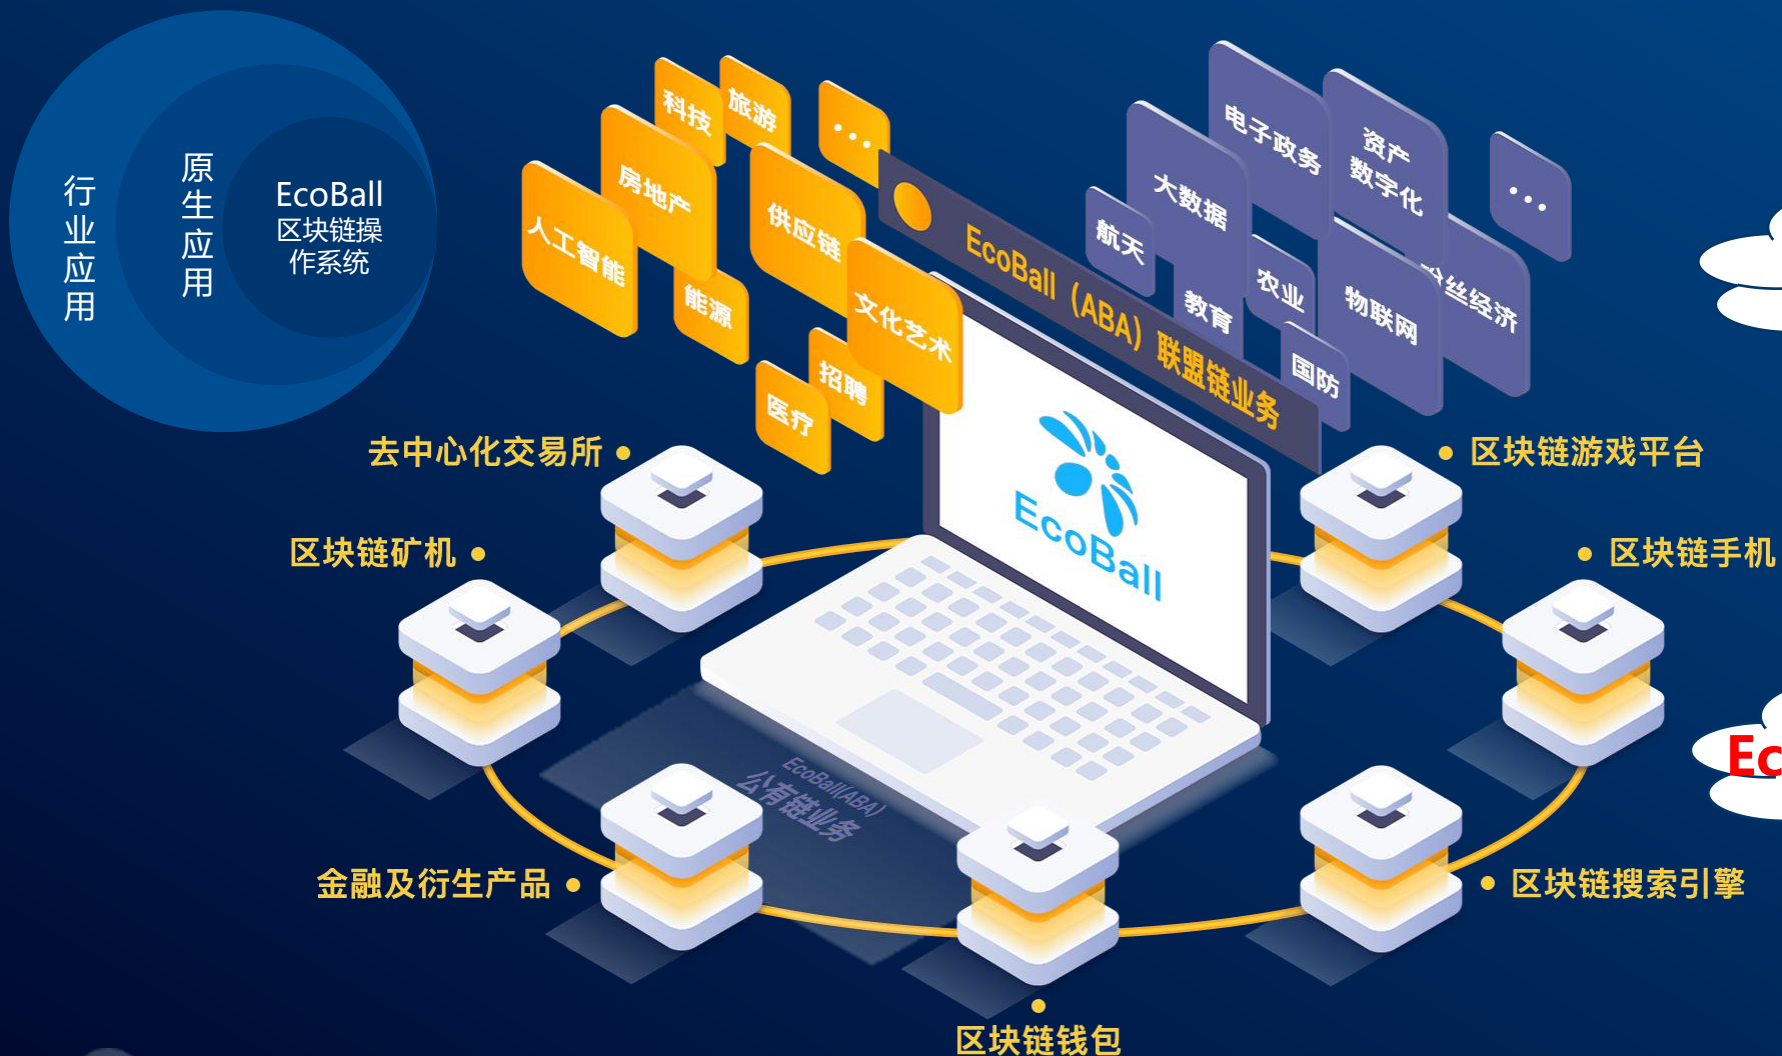 行业应用
原生应用
EcoBall
区块链操
作系统
科技
旅游
...
房地产
人工智能
供应链
能源
文化艺术
招聘
医疗
EcoBall（ABA）联盟链业务
电子政务
资产
数字化
...
大数据
航天
教育
农业
物联网
丝经济
国防
EcoBall
去中心化交易所
区块链矿机
区块链游戏平台
区块链手机
EcoBall(ABA)
公有链业务
Ec
金融及衍生产品
区块链搜索引擎
区块链钱包